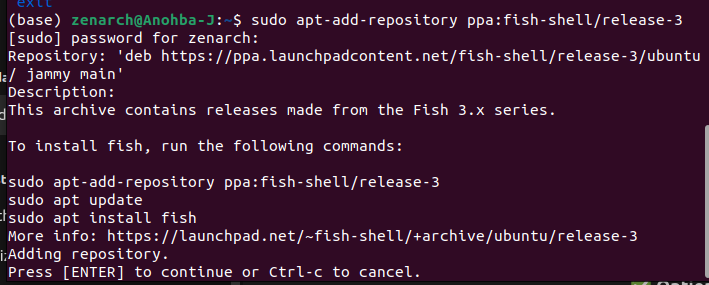 exit
(base) zenarch@Anohba-J:~$ sudo apt-add-repository ppa:fish-shell/release-3
[sudo] password for zenarch:
Repository: 'deb https://ppa.launchpadcontent.net/fish-shell/release-3/ubuntu
/ jammy main'
Description:
This archive contains releases made from the Fish 3.x series.
To install fish, run the following commands:
sudo apt-add-repository ppa:fish-shell/release-3
sudo apt update
sudo apt install fish
More info: https://launchpad.net/~fish-shell/+archive/ubuntu/release-3
Adding repository.
Press [ENTER] to continue or Ctrl-c to cancel.